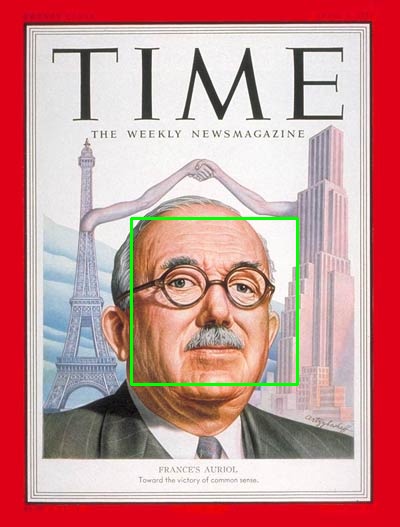 TIME
THE WEEKLY NEWSMAGAZINE
FRANCE'S AURIOL
Toward the victory of common sense.